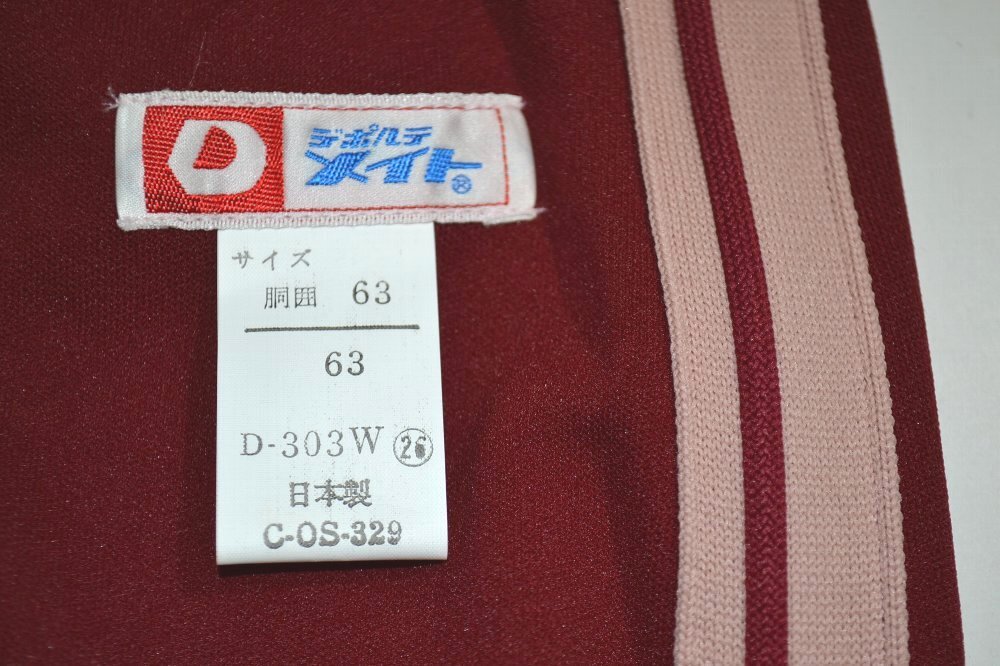 D
デポルテ
メイト®
サイズ
胴囲 63
63
D-303W ㉖
日本製
C-OS-329